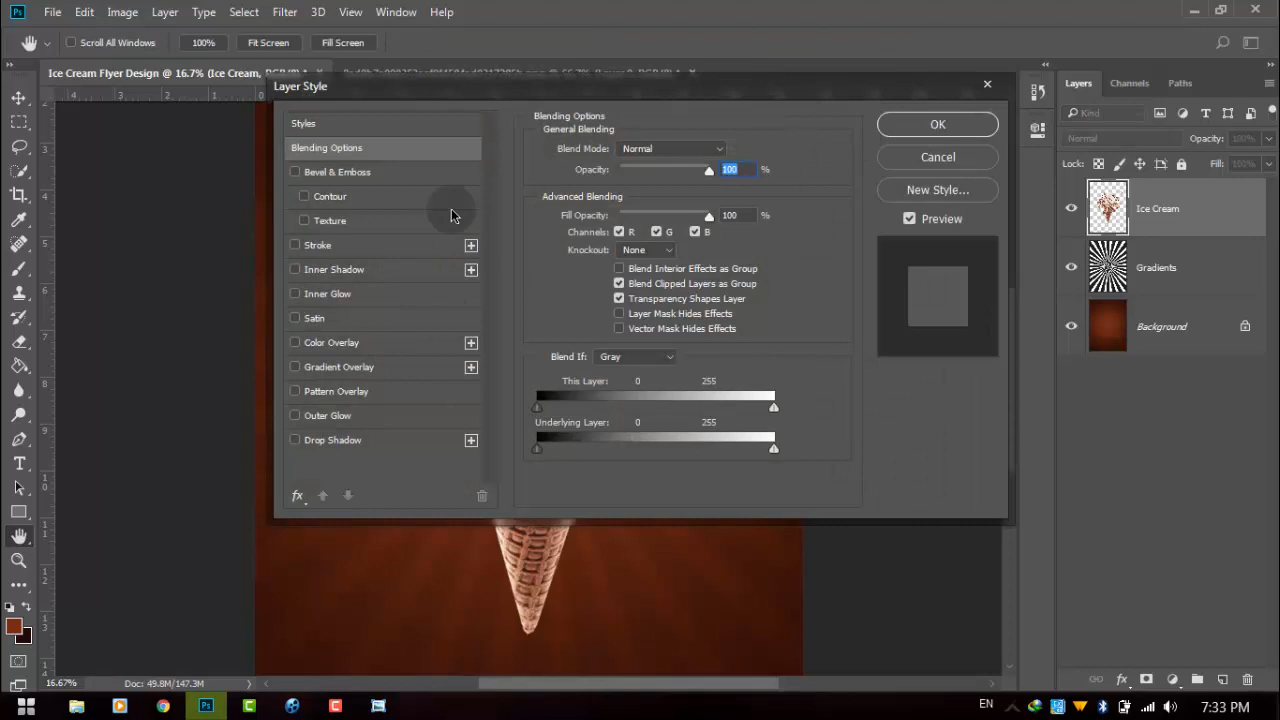 Ps File Edit Image Layer Type Select Filter 3D View Window Help
Scroll All Windows 100% Fit Screen Fill Screen
Ice Cream Flyer Design @ 16.7% (Ice Cream,
Layer Style
Styles
Blending Options
Bevel & Emboss
Contour
Texture
Stroke
Inner Shadow
Inner Glow
Satin
Color Overlay
Gradient Overlay
Pattern Overlay
Outer Glow
Drop Shadow
fx
Blending Options
General Blending
Blend Mode: Normal
Opacity: 100 %
Advanced Blending
Fill Opacity: 100 %
Channels: R G B
Knockout: None
Blend Interior Effects as Group
Blend Clipped Layers as Group
Transparency Shapes Layer
Layer Mask Hides Effects
Vector Mask Hides Effects
Blend If: Gray
This Layer: 0 255
Underlying Layer: 0 255
OK
Cancel
New Style...
Preview
Layers Channels Paths
Kind
Normal Opacity: 100%
Lock: Fill: 100%
Ice Cream
Gradients
Background
fx
16.67% Doc: 49.8M/147.3M
Ps EN 7:33 PM